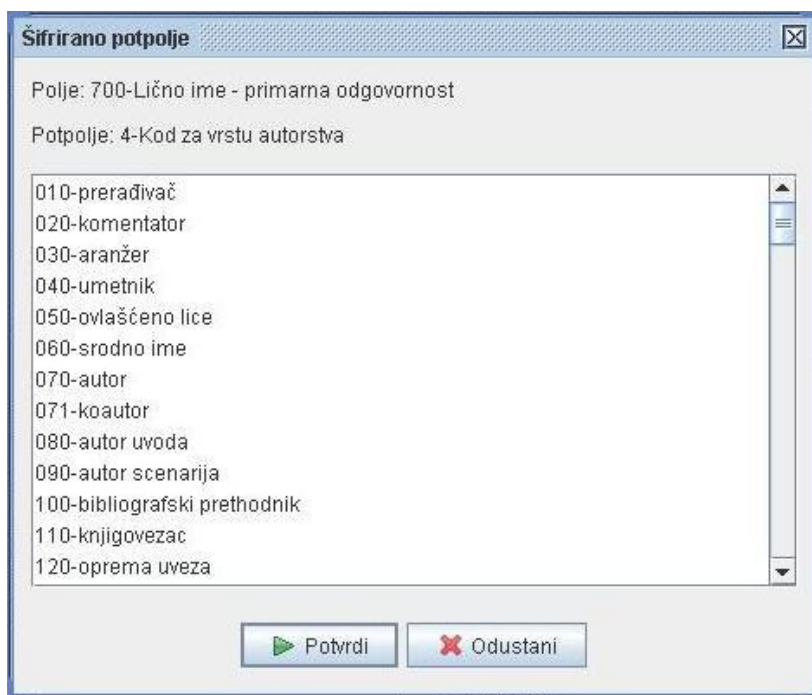 Šifrirano potpolje
Polje: 700-Lično ime - primarna odgovornost
Potpolje: 4-Kod za vrstu autorstva
010-prerađivač
020-komentator
030-aranžer
040-umetnik
050-ovlašćeno lice
060-srodno ime
070-autor
071-koautor
080-autor uvoda
090-autor scenarija
100-bibliografski prethodnik
110-knjigovezac
120-oprema uveza
Potvrdi
Odustani